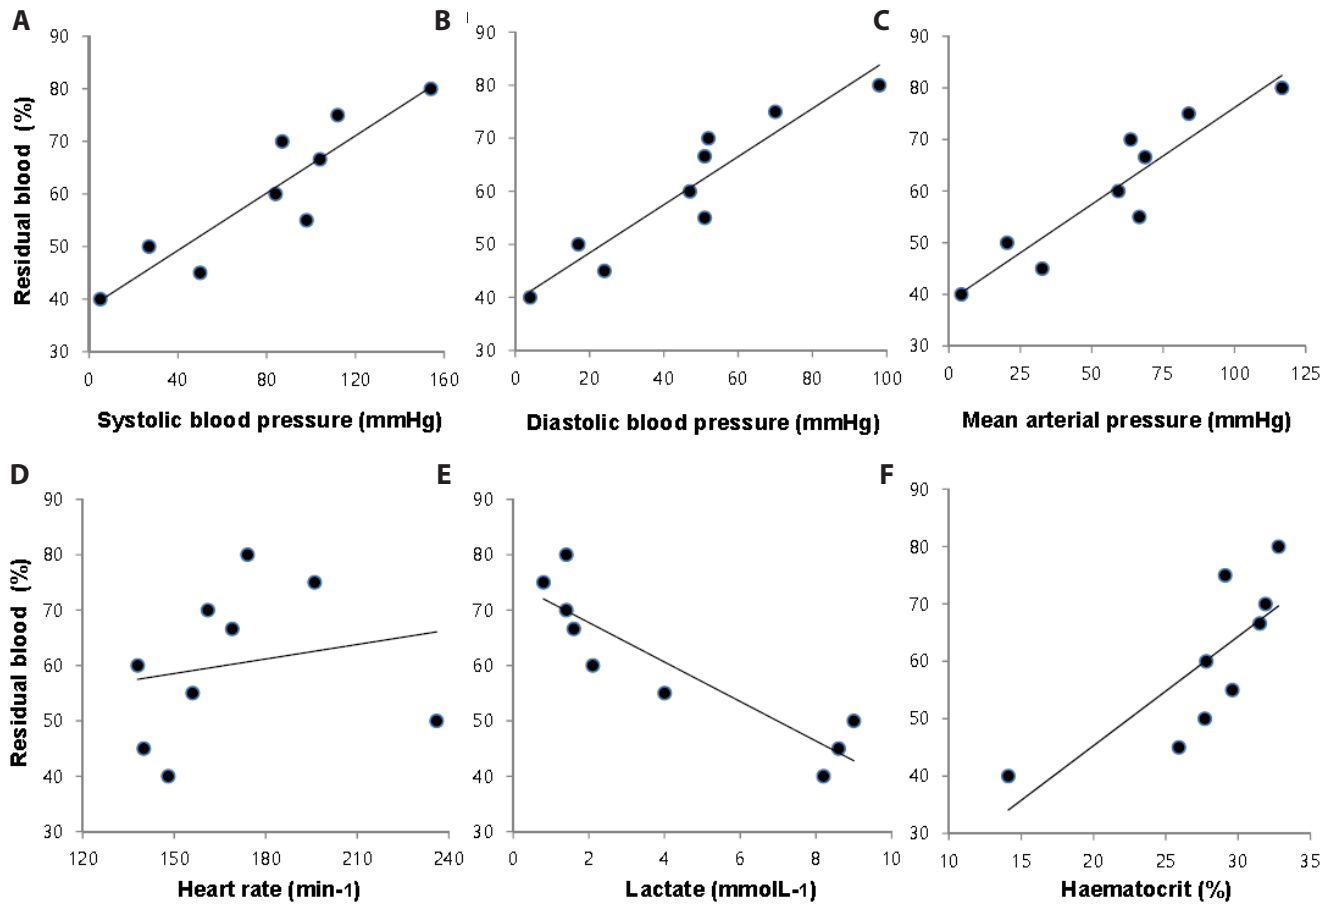 A
B
C
90
80
70
60
50
40
30
Residual blood (%)
0 40 80 120 160
Systolic blood pressure (mmHg)
90
80
70
60
50
40
30
0 20 40 60 80 100
Diastolic blood pressure (mmHg)
90
80
70
60
50
40
30
0 25 50 75 100 125
Mean arterial pressure (mmHg)
D
E
F
90
80
70
60
50
40
30
Residual blood (%)
120 150 180 210 240
Heart rate (min-1)
90
80
70
60
50
40
30
0 2 4 6 8 10
Lactate (mmolL-1)
90
80
70
60
50
40
30
10 15 20 25 30 35
Haematocrit (%)